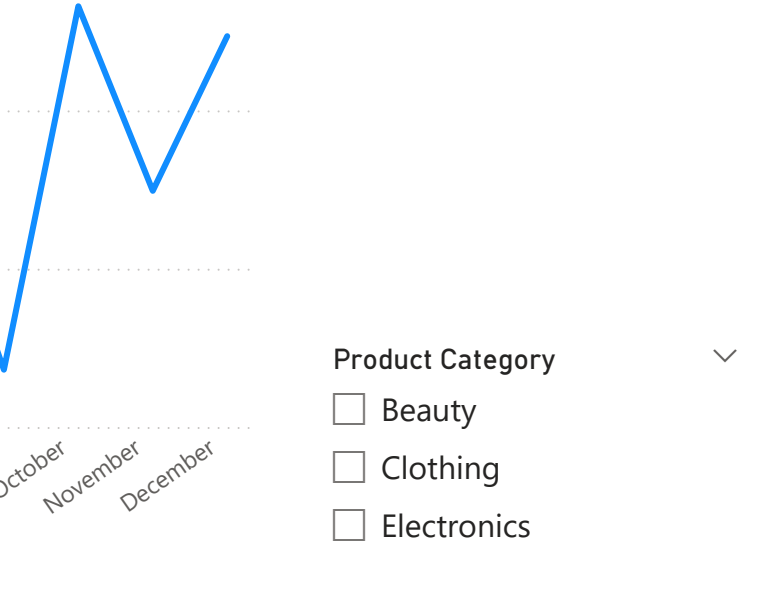 October
November
December
Product Category
Beauty
Clothing
Electronics